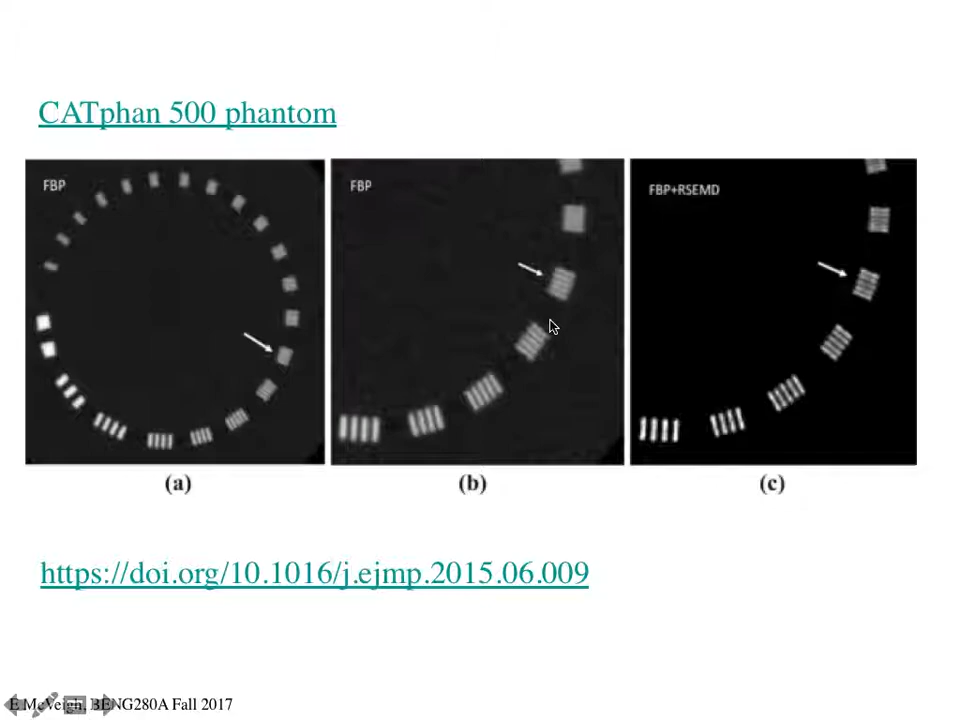 CATphan 500 phantom
FBP
FBP
FBP+RSEMD
(a)
(b)
(c)
https://doi.org/10.1016/j.ejmp.2015.06.009
E McVeigh, BENG280A Fall 2017